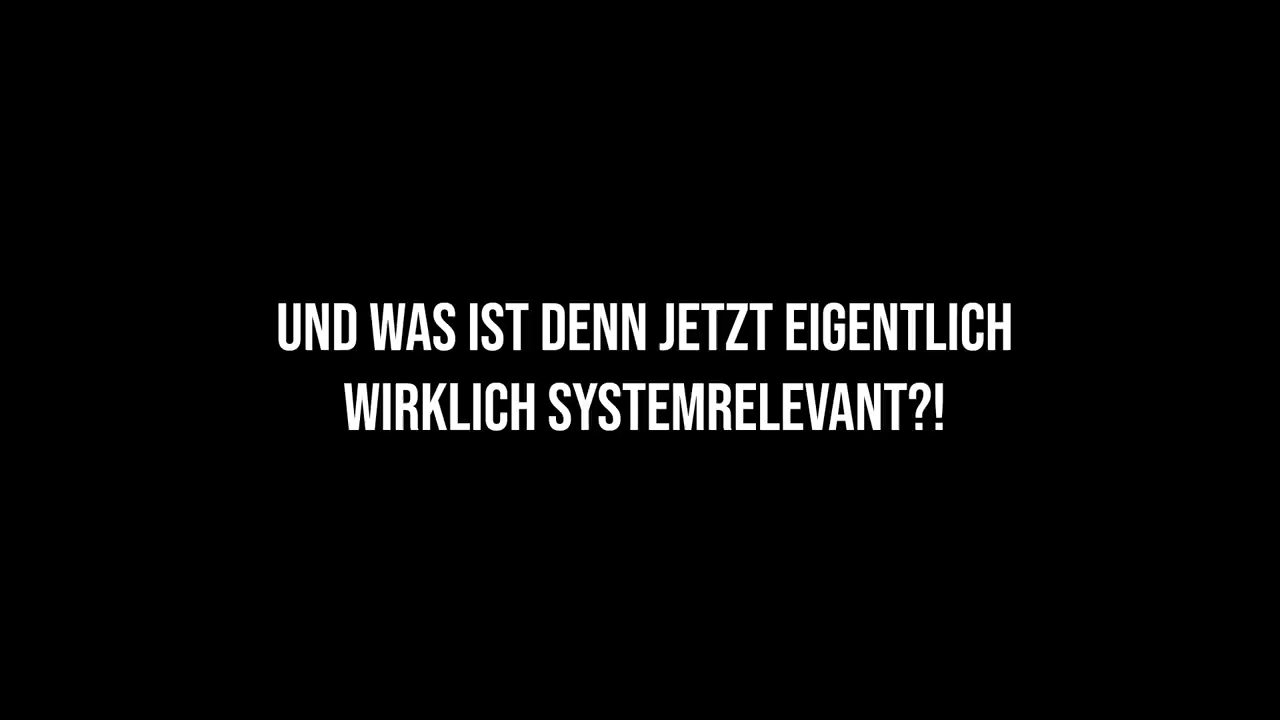 UND WAS IST DENN JETZT EIGENTLICH
WIRKLICH SYSTEMRELEVANT?!